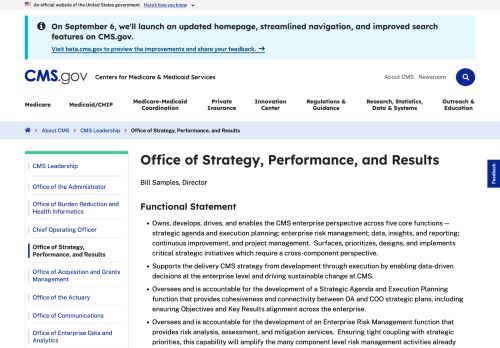 An official website of the United States government Here's how you know
On September 6, we'll launch an updated homepage, streamlined navigation, and improved search
features on CMS.gov.
Visit beta.cms.gov to preview the improvements and share your feedback.
CMS.gov Centers for Medicare & Medicaid Services
About CMS Newsroom
Medicare
Medicaid/CHIP
Medicare-Medicaid
Coordination
Private
Insurance
Innovation
Center
Regulations &
Guidance
Research, Statistics,
Data & Systems
Outreach &
Education
About CMS CMS Leadership Office of Strategy, Performance, and Results
Feedback
CMS Leadership
Office of the Administrator
Office of Burden Reduction and
Health Informatics
Chief Operating Officer
Office of Strategy,
Performance, and Results
Office of Acquisition and Grants
Management
Office of the Actuary
Office of Communications
Office of Enterprise Data and
Analytics
Office of Strategy, Performance, and Results
Bill Samples, Director
Functional Statement
• Owns, develops, drives, and enables the CMS enterprise perspective across five core functions—
strategic agenda and execution planning; enterprise risk management; data, insights, and reporting;
continuous improvement, and project management. Surfaces, prioritizes, designs, and implements
critical strategic initiatives which require a cross-component perspective.
• Supports the delivery CMS strategy from development through execution by enabling data-driven
decisions at the enterprise level and driving sustainable change at CMS.
• Oversees and is accountable for the development of a Strategic Agenda and Execution Planning
function that provides cohesiveness and connectivity between OA and COO strategic plans, including
ensuring Objectives and Key Results alignment across the enterprise.
• Oversees and is accountable for the development of an Enterprise Risk Management function that
provides risk analysis, assessment, and mitigation services. Ensuring tight coupling with strategic
priorities, this capability will amplify the many component level risk management activities already